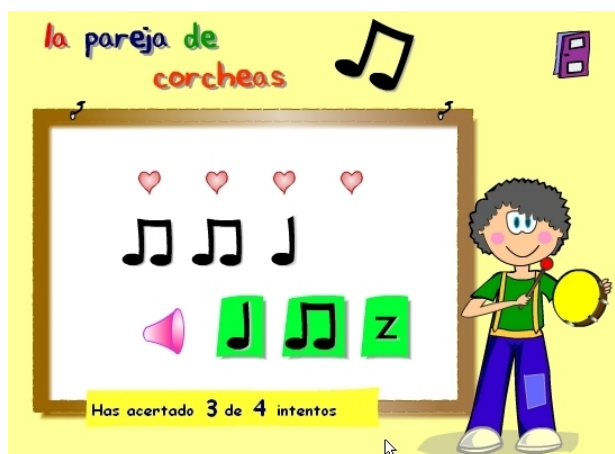 la pareja de
corcheas
z
Has acertado 3 de 4 intentos